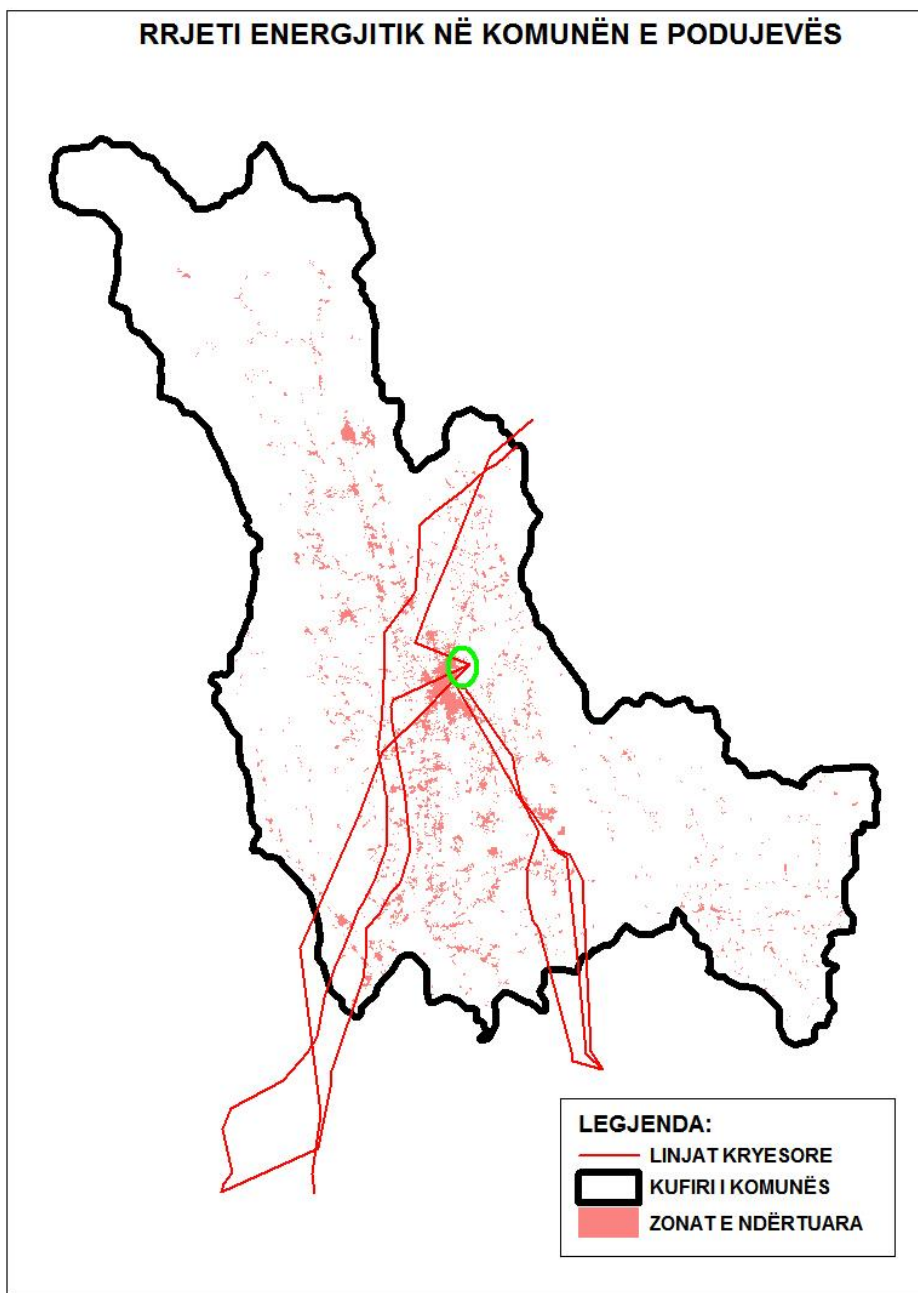 RRJETI ENERGJITIK NË KOMUNËN E PODUJEVËS
LEGJENDA:
LINJAT KRYESORE
KUFIRI I KOMUNËS
ZONAT E NDËRTUARA